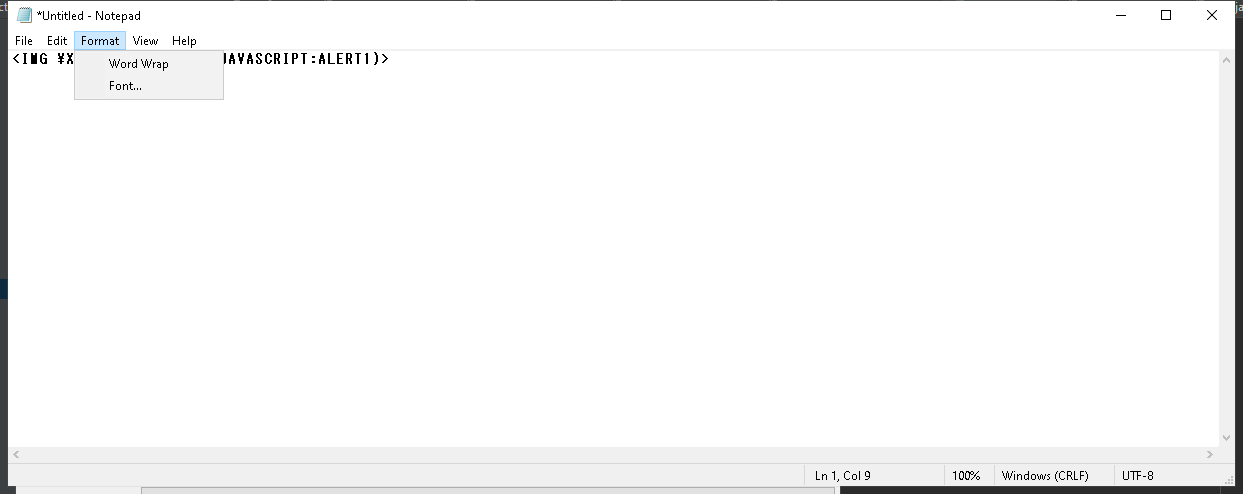 *Untitled - Notepad
File Edit Format View Help
<IMG ¥X JAVASCRIPT:ALERT1)>
Word Wrap
Font...
Ln 1, Col 9 100% Windows (CRLF) UTF-8